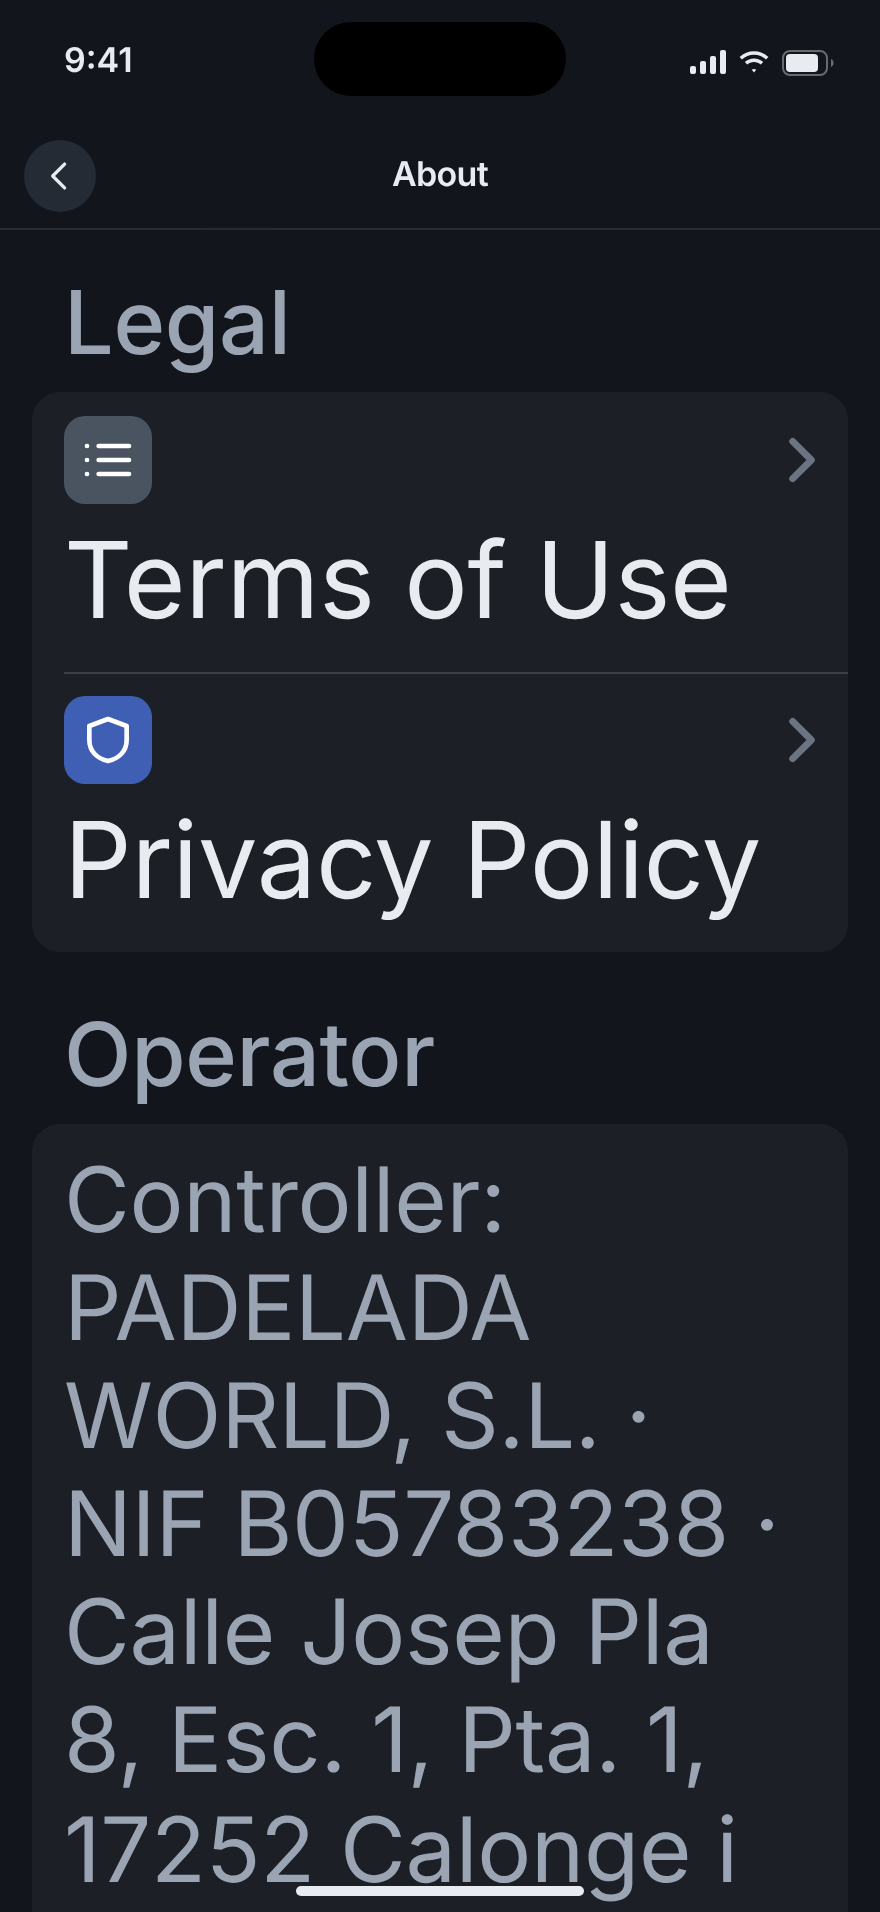 9:41
About
Legal
Terms of Use
Privacy Policy
Operator
Controller:
PADELADA
WORLD, S.L. ·
NIF B05783238 ·
Calle Josep Pla
8, Esc. 1, Pta. 1,
17252 Calonge i